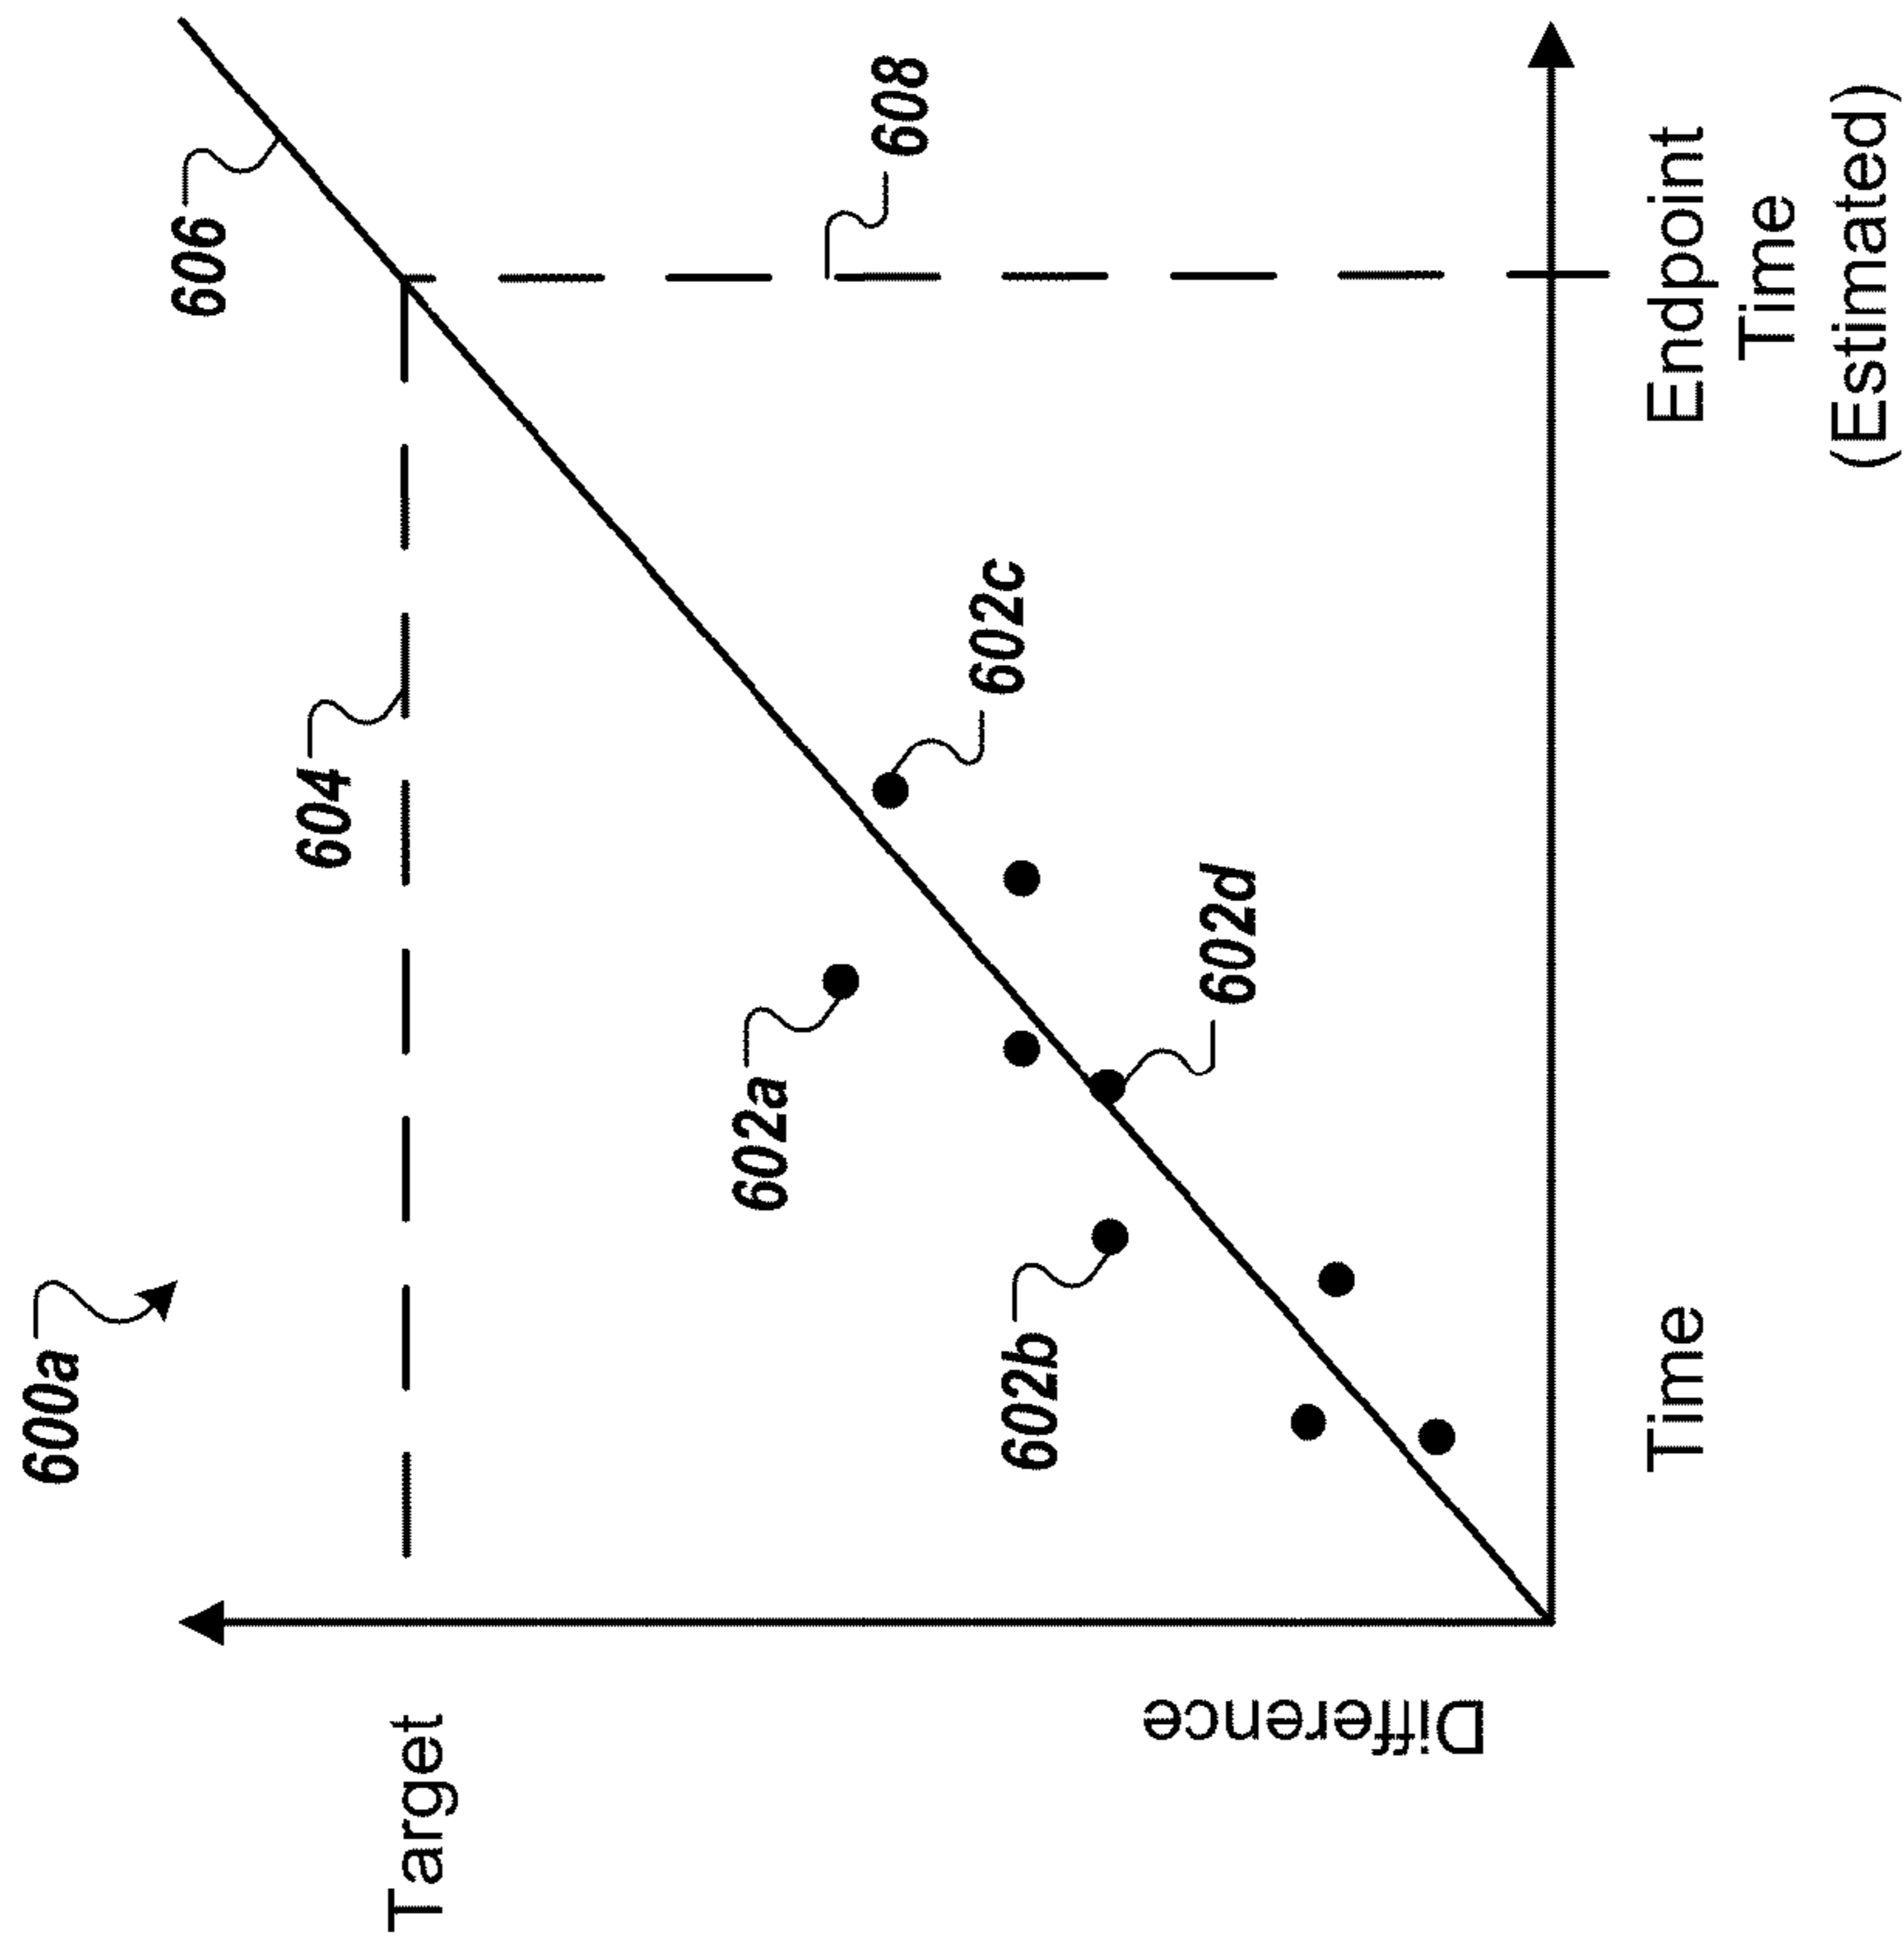 600a
Target
604
606
608
602a
602c
602b
602d
Difference
Time
Endpoint
Time
(Estimated)